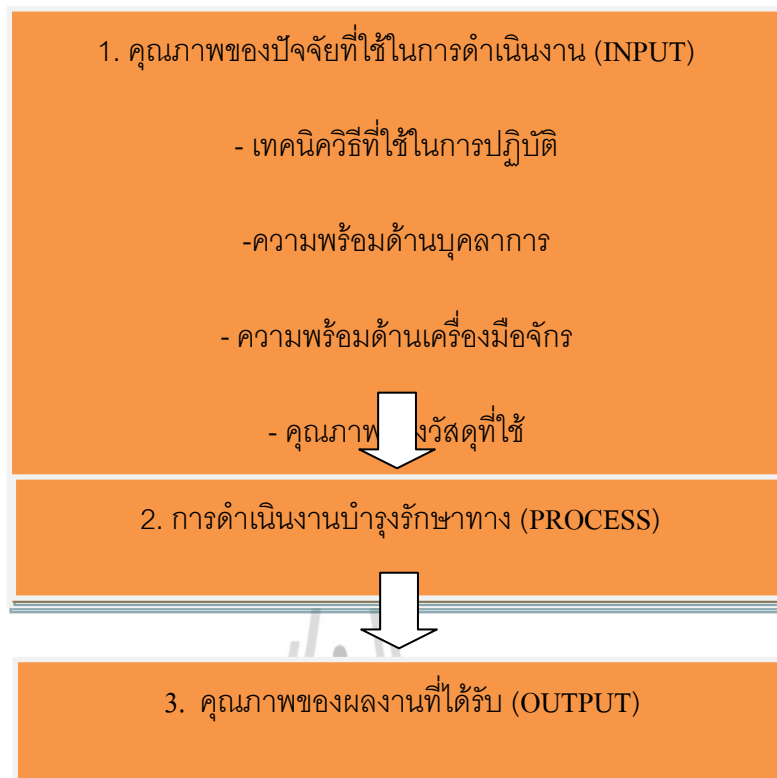 1. คุณภาพของปัจจัยที่ใช้ในการดำเนินงาน (INPUT)
- เทคนิควิธีที่ใช้ในการปฏิบัติ
-ความพร้อมด้านบุคลาการ
- ความพร้อมด้านเครื่องมือจักร
- คุณภาพ วัสดุที่ใช้
2. การดำเนินงานบำรุงรักษาทาง (PROCESS)
3. คุณภาพของผลงานที่ได้รับ (OUTPUT)